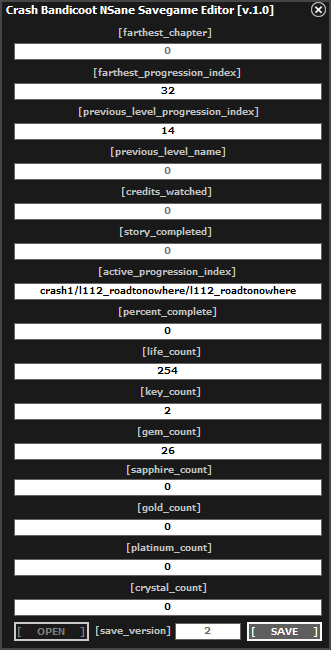 Crash Bandicoot NSane Savegame Editor [v.1.0]
[farthest_chapter]
0
[farthest_progression_index]
32
[previous_level_progression_index]
14
[previous_level_name]
0
[credits_watched]
0
[story_completed]
0
[active_progression_index]
crash1/l112_roadtonowhere/l112_roadtonowhere
[percent_complete]
0
[life_count]
254
[key_count]
2
[gem_count]
26
[sapphire_count]
0
[gold_count]
0
[platinum_count]
0
[crystal_count]
0
[ OPEN ] [save_version] 2 [ SAVE ]